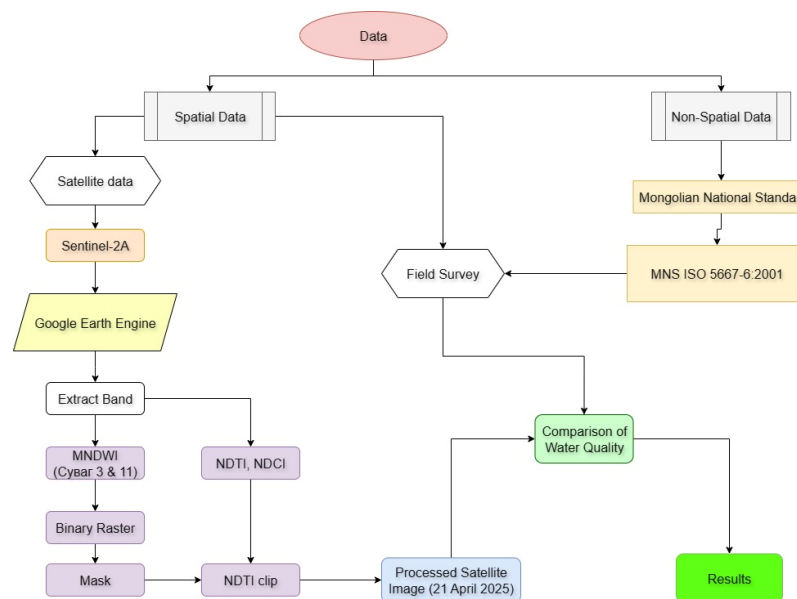 Data
Spatial Data
Non-Spatial Data
Satellite data
Mongolian National Standa
Sentinel-2A
Field Survey
MNS ISO 5667-6:2001
Google Earth Engine
Extract Band
MNDWI
(Суваг 3 & 11)
NDTI, NDCI
Comparison of
Water Quality
Binary Raster
Mask
NDTI clip
Processed Satellite
Image (21 April 2025)
Results